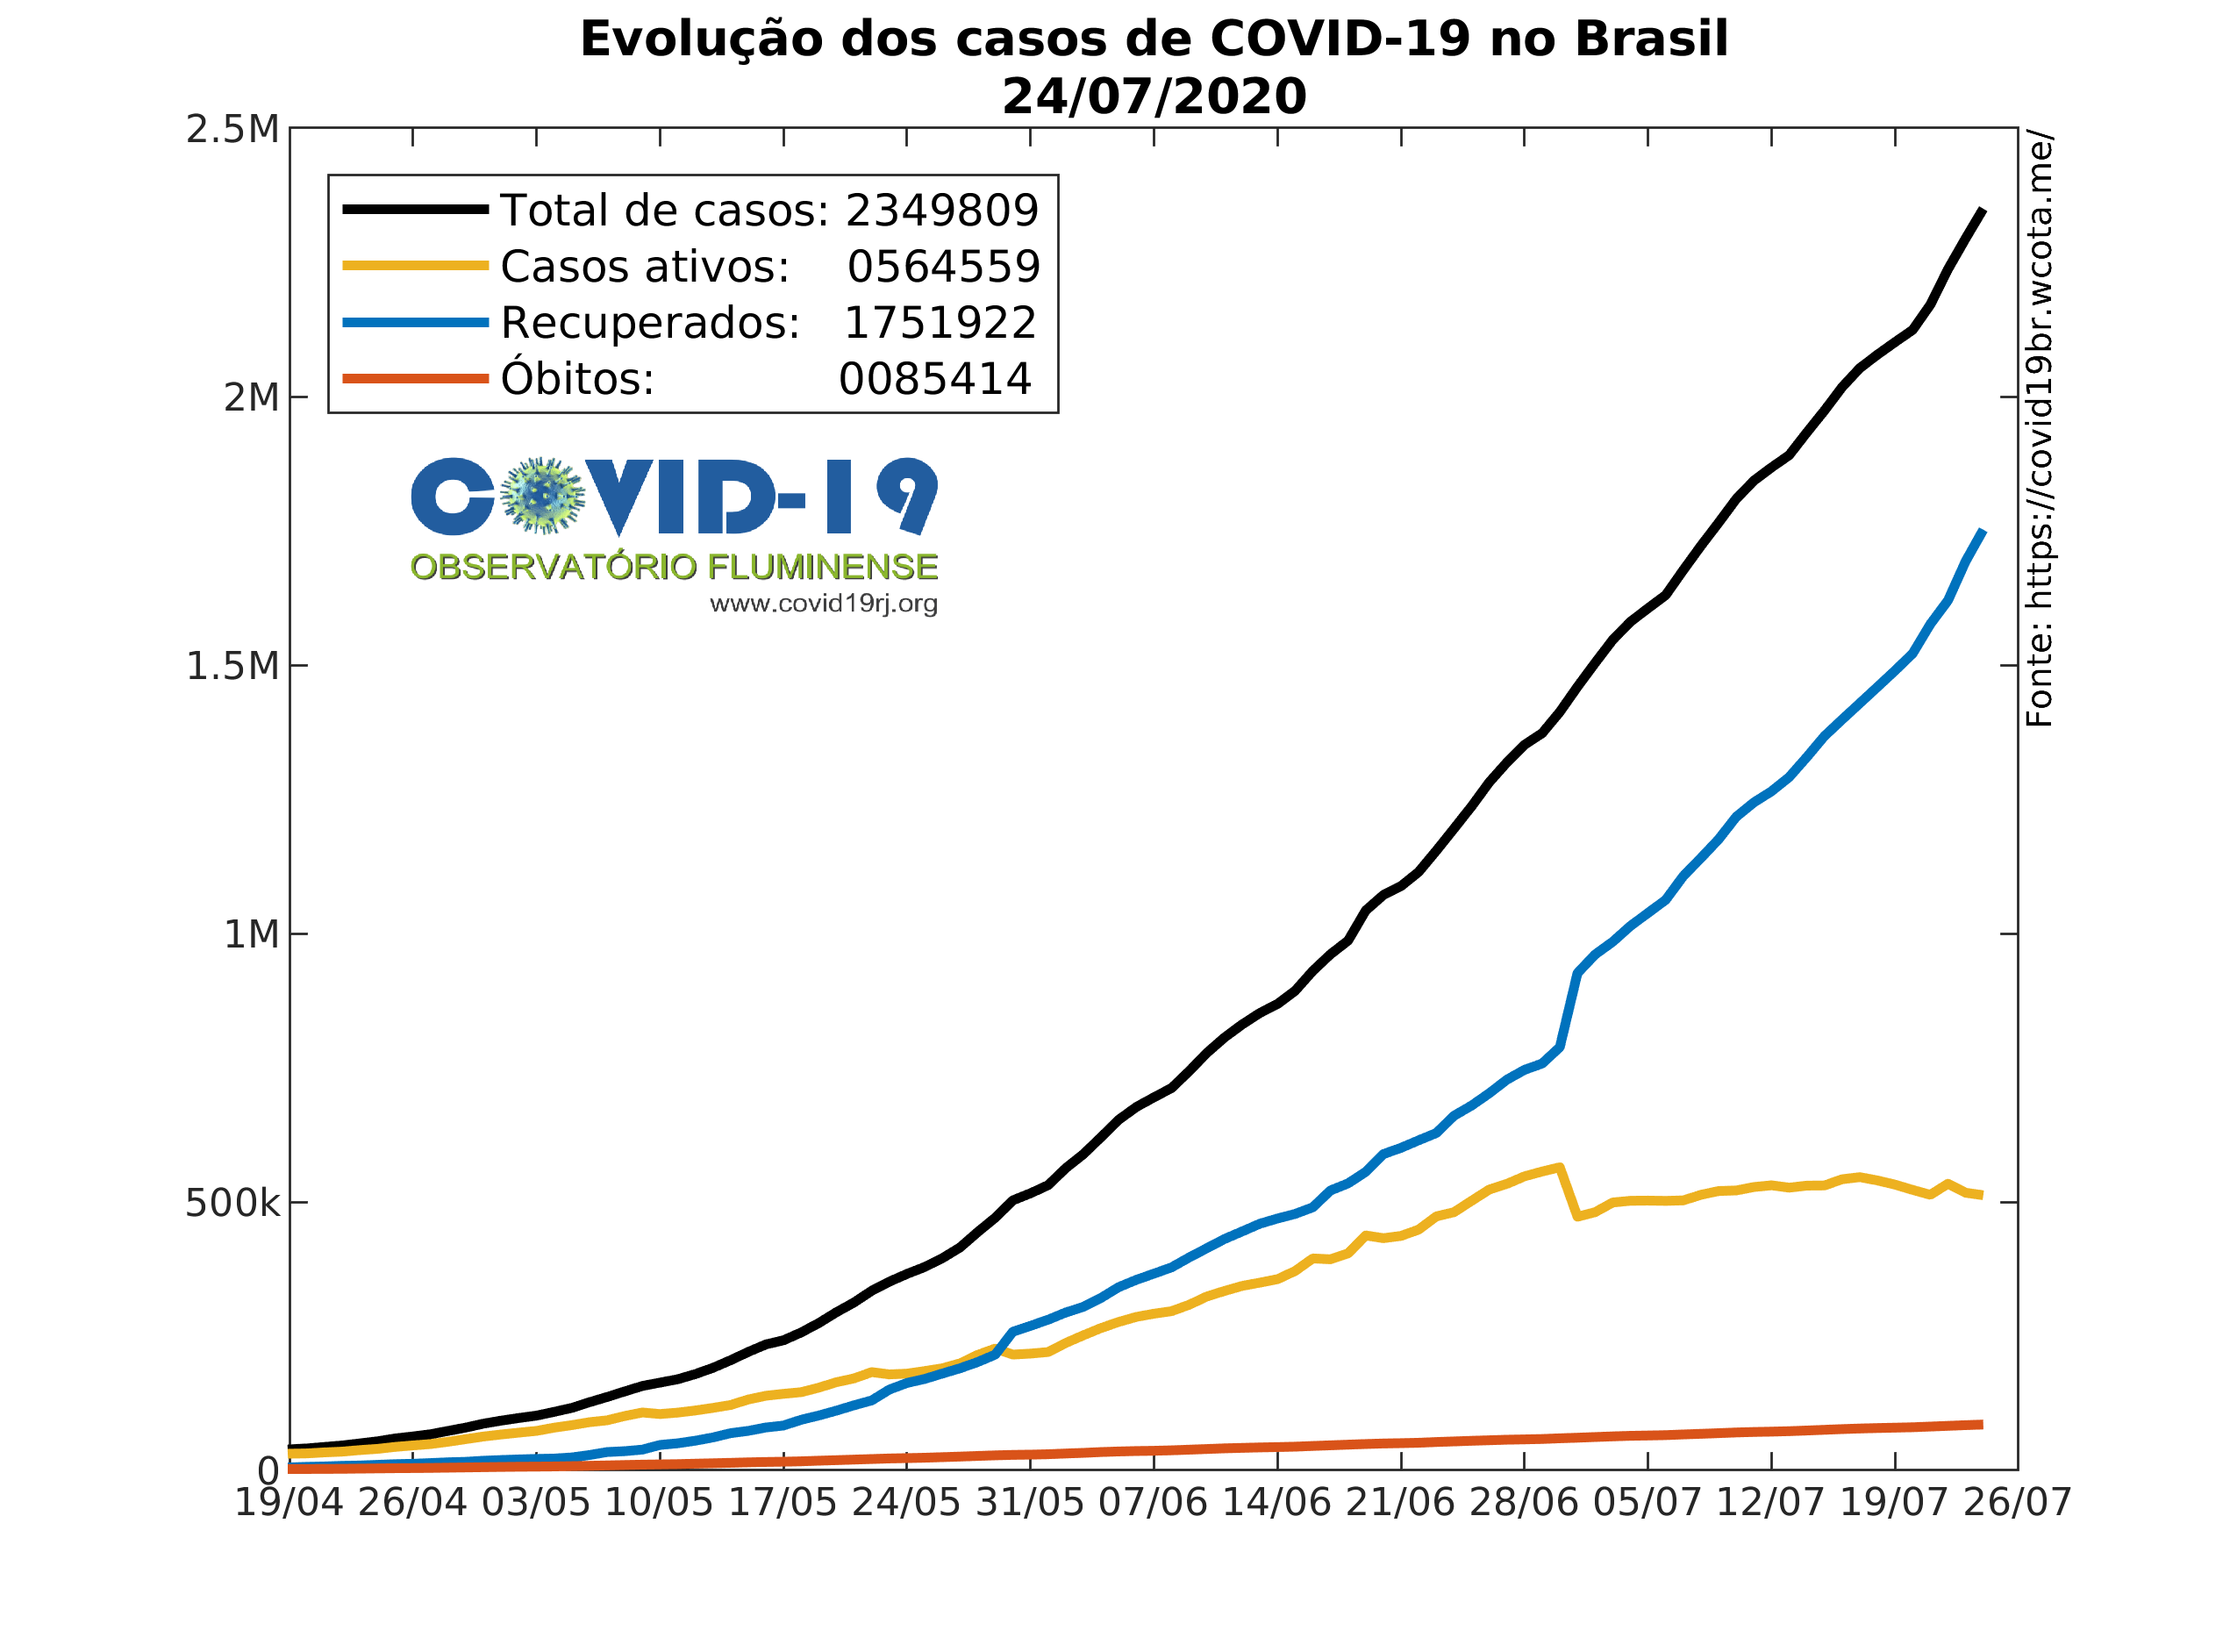 Evolução dos casos de COVID-19 no Brasil
24/07/2020
2.5M
2M
1.5M
1M
500k
0
Total de casos: 2349809
Casos ativos: 0564559
Recuperados: 1751922
Óbitos: 0085414
COVID-19
OBSERVATÓRIO FLUMINENSE
www.covid19rj.org
Fonte: https://covid19br.wcota.me/
19/04 26/04 03/05 10/05 17/05 24/05 31/05 07/06 14/06 21/06 28/06 05/07 12/07 19/07 26/07